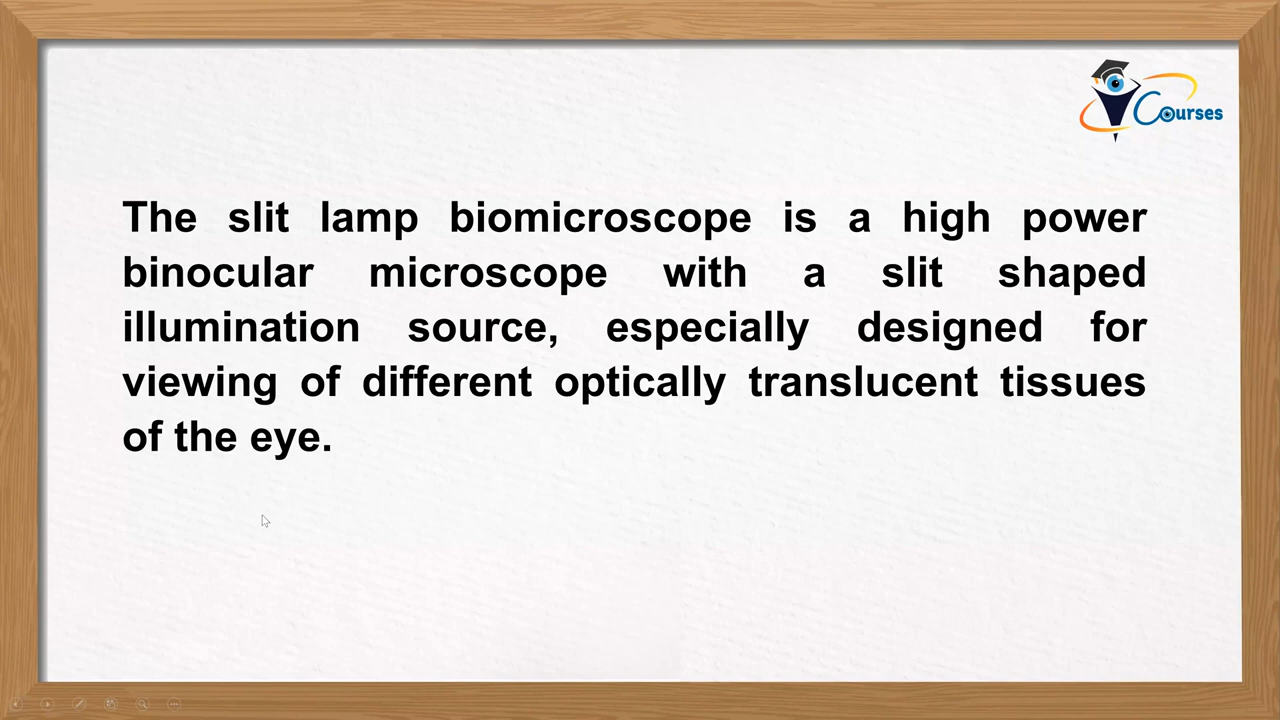 Courses
The slit lamp biomicroscope is a high power
binocular microscope with a slit shaped
illumination source, especially designed for
viewing of different optically translucent tissues
of the eye.